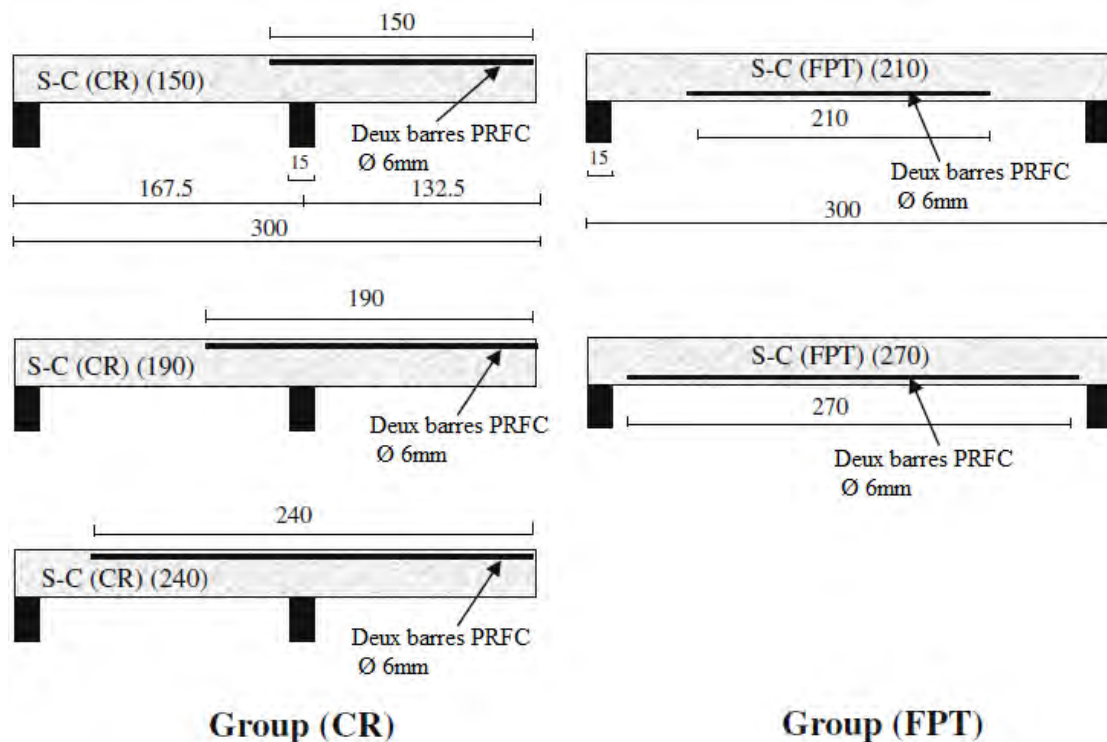 150
S-C (CR) (150)
Deux barres PRFC
Ø 6mm
15
167.5
132.5
300
190
S-C (CR) (190)
Deux barres PRFC
Ø 6mm
240
S-C (CR) (240)
Deux barres PRFC
Ø 6mm
Group (CR)
S-C (FPT) (210)
210
15
Deux barres PRFC
Ø 6mm
300
S-C (FPT) (270)
270
Deux barres PRFC
Ø 6mm
Group (FPT)